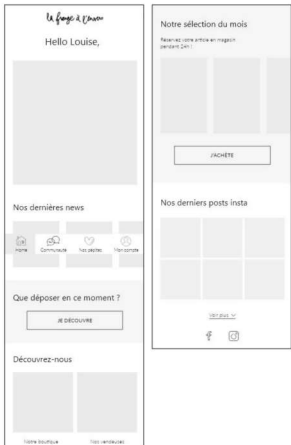 la fringe à l'envers
Hello Louise,
Nos dernières news
Home Communauté Nos pépites Mon compte
Que déposer en ce moment ?
JE DÉCOUVRE
Découvrez-nous
Notre boutique Nos vendeuses
Notre sélection du mois
Réservez votre article en magasin
pendant 24h !
J'ACHÈTE
Nos derniers posts insta
Voir plus